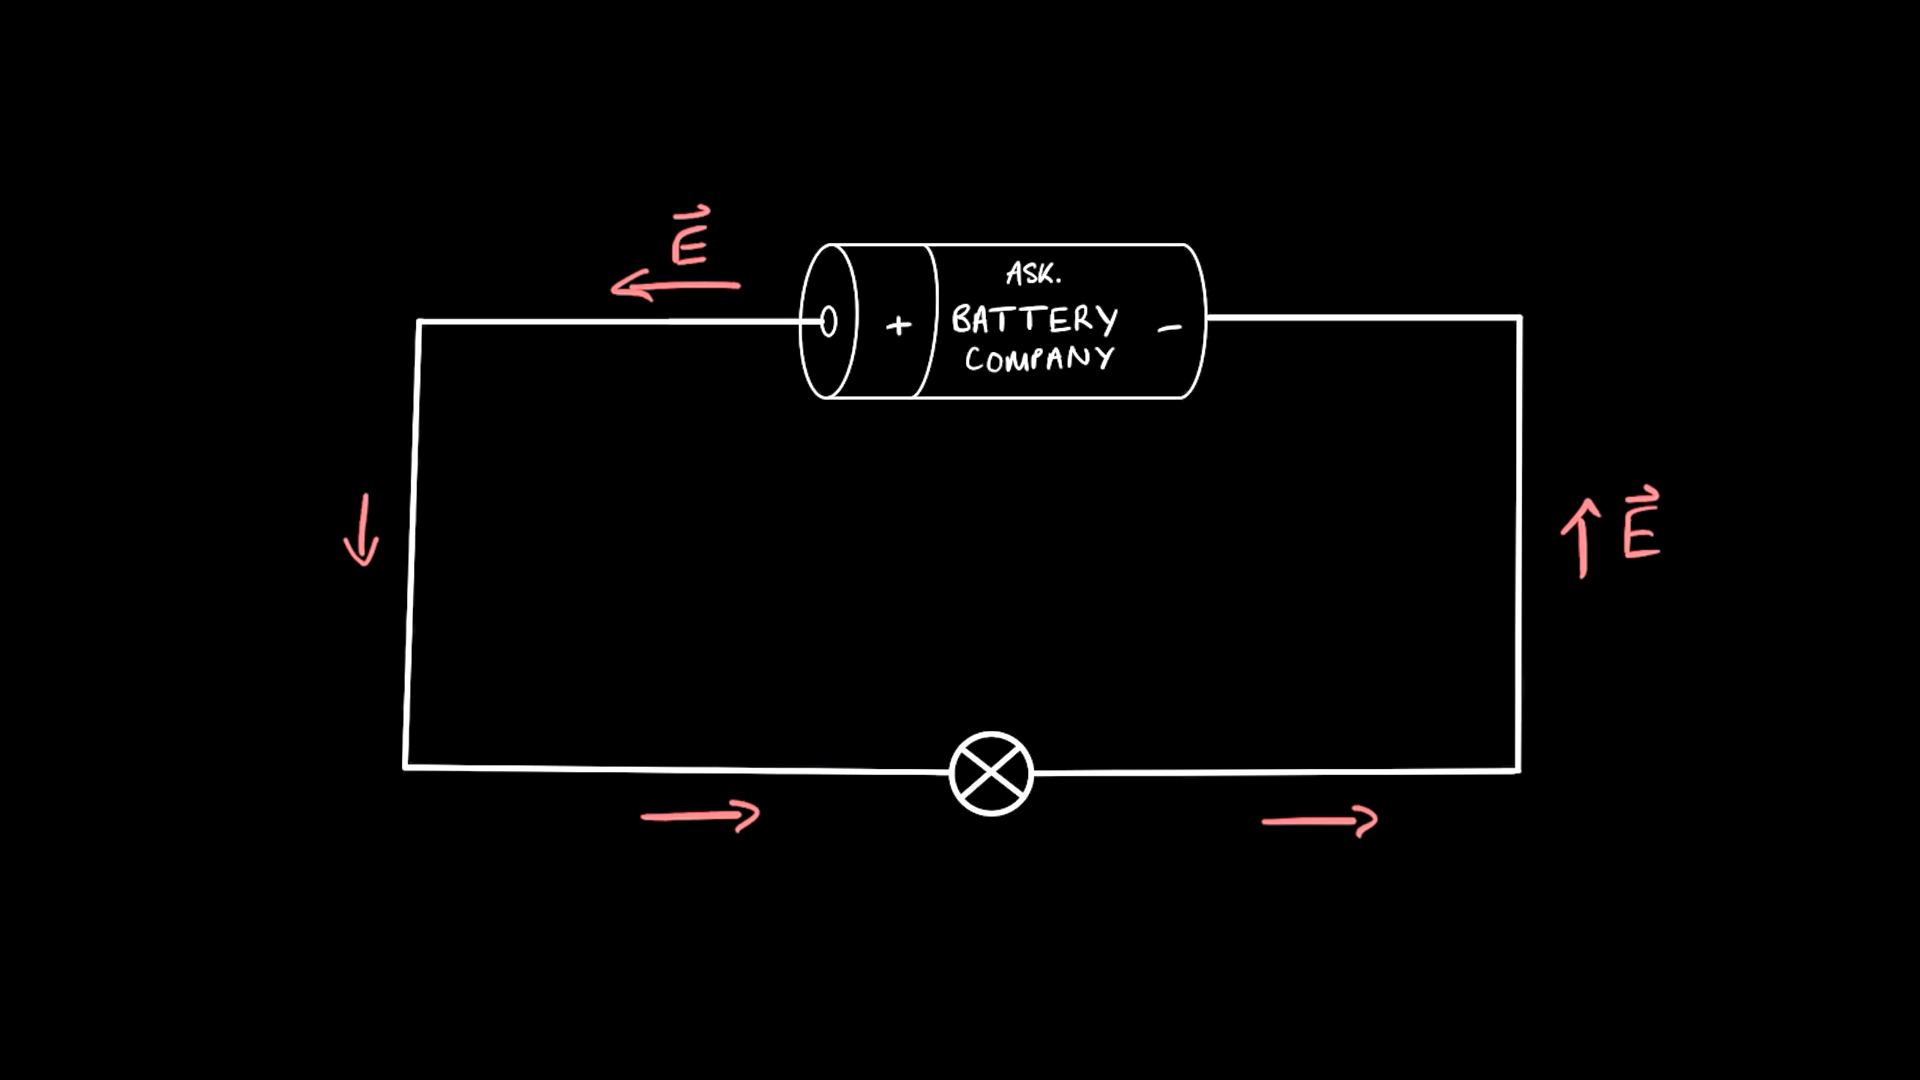 E⃗
ASK.
+ BATTERY −
COMPANY
E⃗